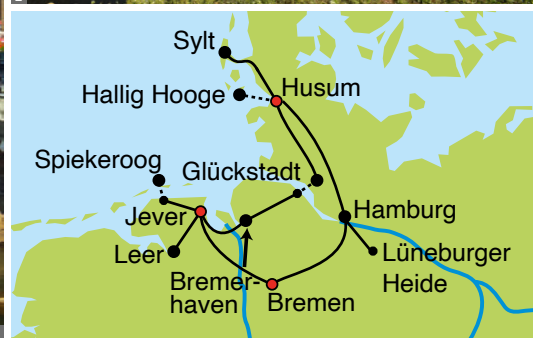 Sylt
Husum
Hallig Hooge
Spiekeroog
Glückstadt
Jever
Hamburg
Leer
Lüneburger
Heide
Bremer-
haven
Bremen